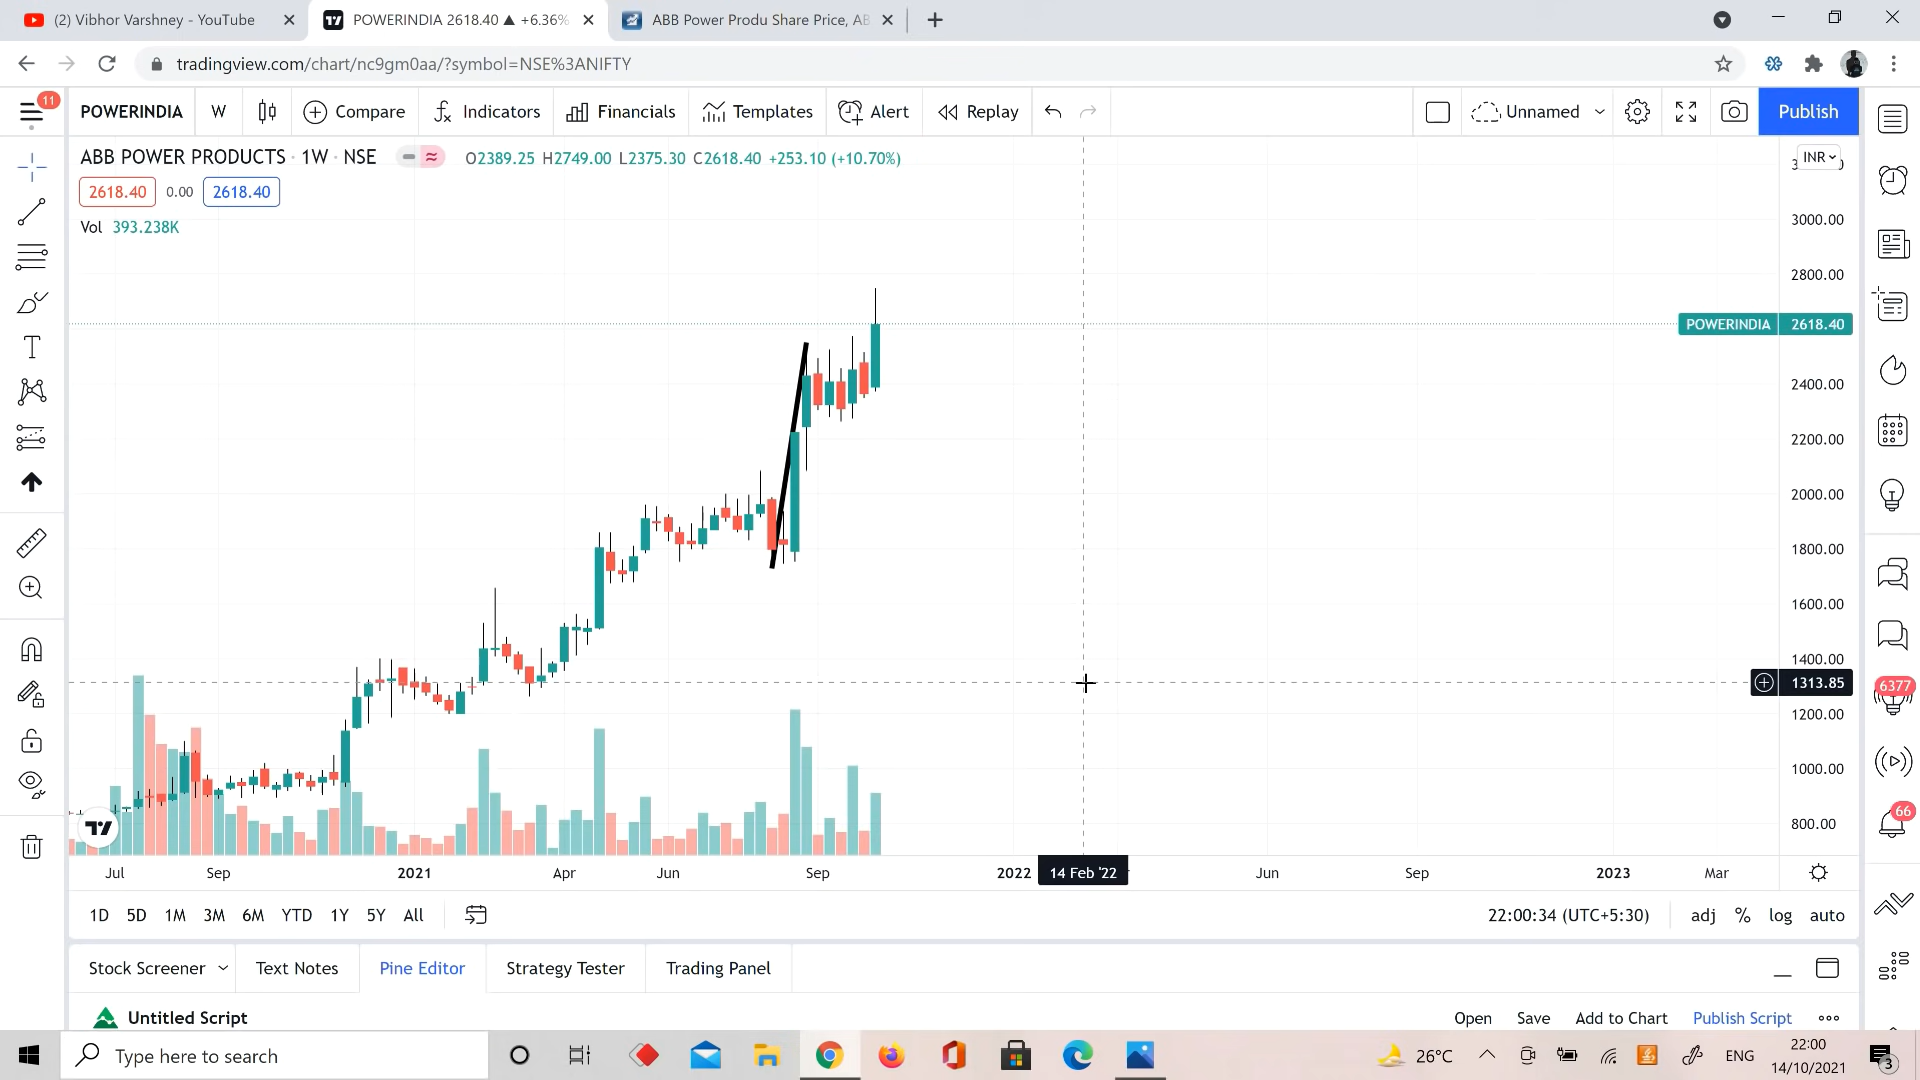 (2) Vibhor Varshney - YouTube
POWERINDIA 2618.40 ▲ +6.36%
ABB Power Produ Share Price, AB
tradingview.com/chart/nc9gm0aa/?symbol=NSE%3ANIFTY
11
POWERINDIA W Compare Indicators Financials Templates Alert Replay Unnamed Publish
ABB POWER PRODUCTS · 1W · NSE O2389.25 H2749.00 L2375.30 C2618.40 +253.10 (+10.70%)
INR
2618.40 0.00 2618.40
Vol 393.238K
3000.00
2800.00
POWERINDIA 2618.40
2400.00
2200.00
2000.00
1800.00
1600.00
1400.00
1313.85
1200.00
1000.00
800.00
6377
66
Jul Sep 2021 Apr Jun Sep 2022 14 Feb '22 Jun Sep 2023 Mar
1D 5D 1M 3M 6M YTD 1Y 5Y All 22:00:34 (UTC+5:30) adj % log auto
Stock Screener Text Notes Pine Editor Strategy Tester Trading Panel
Untitled Script Open Save Add to Chart Publish Script
Type here to search 26°C ENG 22:00
14/10/2021 3